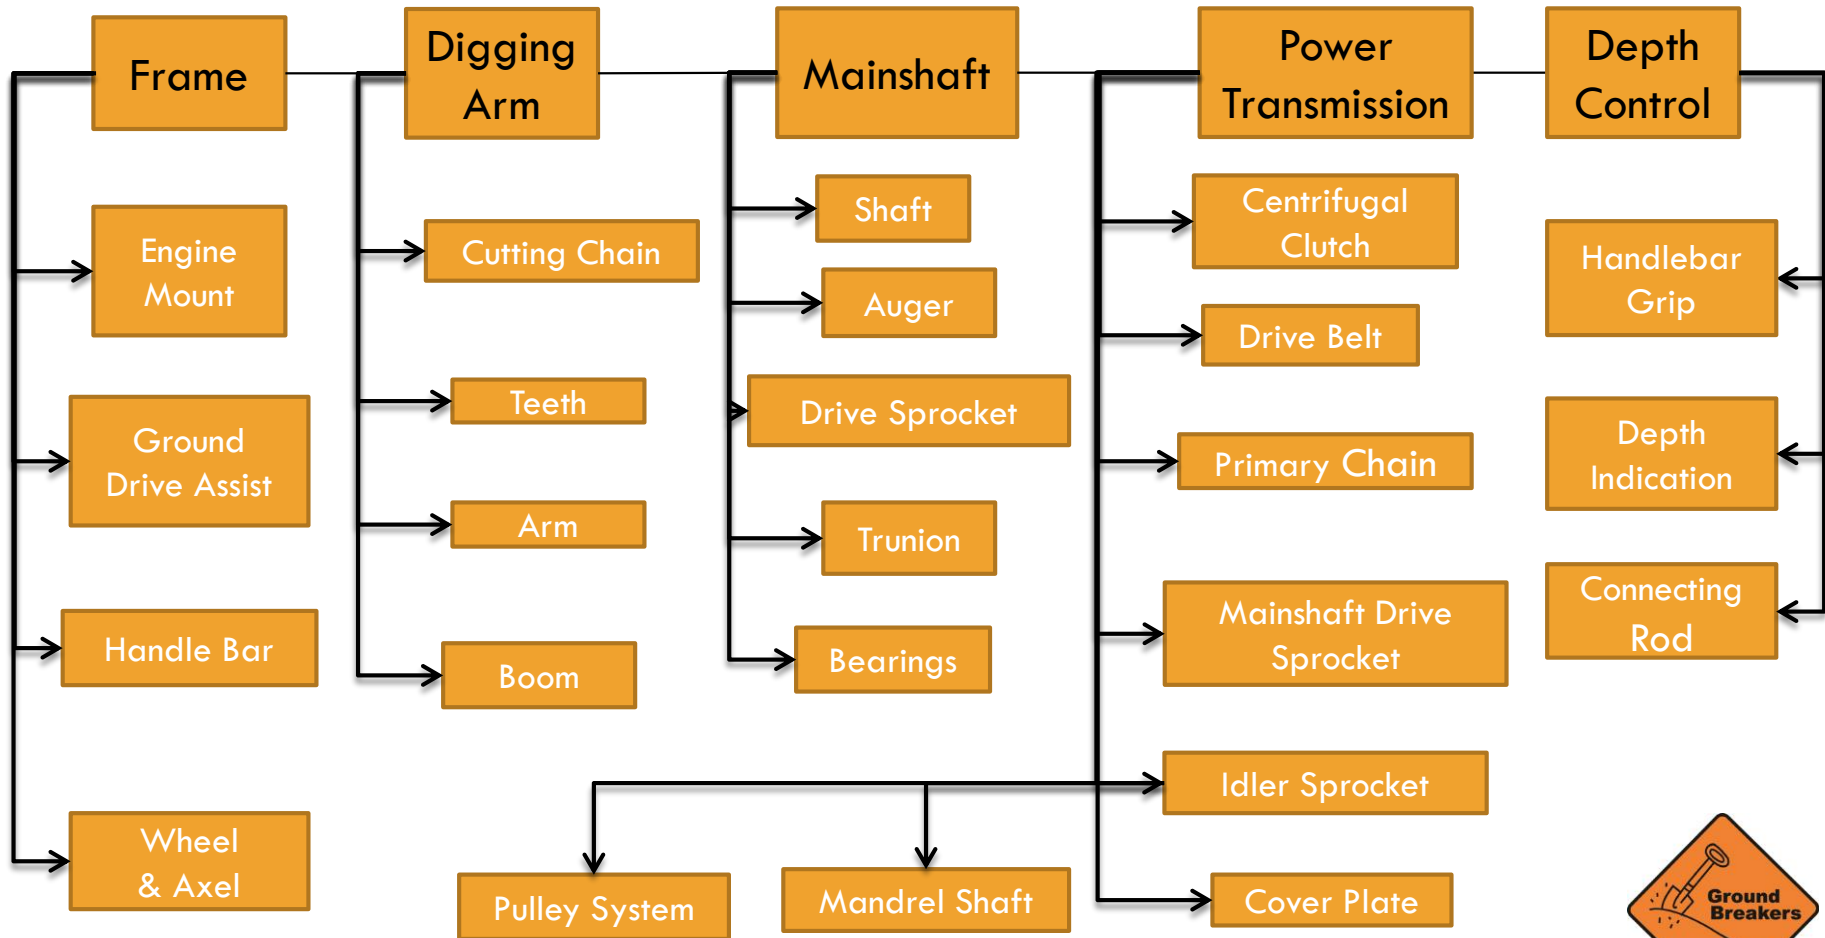 Frame
Digging
Arm
Mainshaft
Power
Transmission
Depth
Control
Engine
Mount
Ground
Drive Assist
Handle Bar
Wheel
& Axel
Cutting Chain
Teeth
Arm
Boom
Shaft
Auger
Drive Sprocket
Trunion
Bearings
Centrifugal
Clutch
Drive Belt
Primary Chain
Mainshaft Drive
Sprocket
Idler Sprocket
Pulley System
Mandrel Shaft
Cover Plate
Handlebar
Grip
Depth
Indication
Connecting
Rod
Ground
Breakers